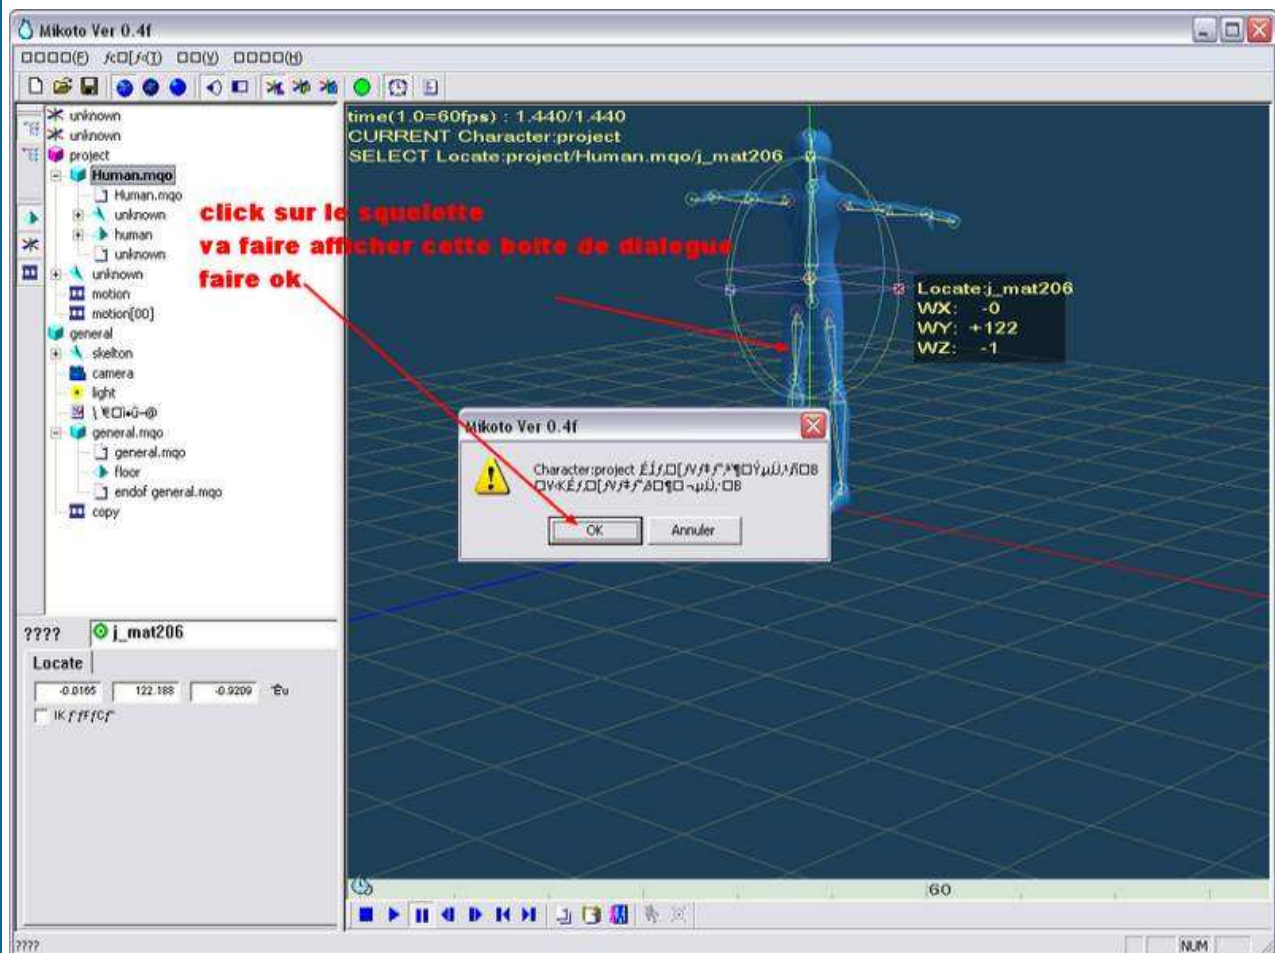 Mikoto Ver 0.4f
(F) (T) (V) (H)
unknown
unknown
project
Human.mqo
Human.mqo
unknown
human
unknown
unknown
motion
motion[00]
general
skelton
camera
light
general.mqo
general.mqo
floor
endof general.mqo
copy
time(1.0=60fps) : 1.440/1.440
CURRENT Character:project
SELECT Locate:project/Human.mqo/j_mat206
click sur le squelette
va faire afficher cette boite de dialogue
faire ok
Locate:j_mat206
WX: -0
WY: +122
WZ: -1
Mikoto Ver 0.4f
Character:project
OK Annuler
???? j_mat206
Locate
-0.0165 122.188 -0.9209
IK
60
???? NUM